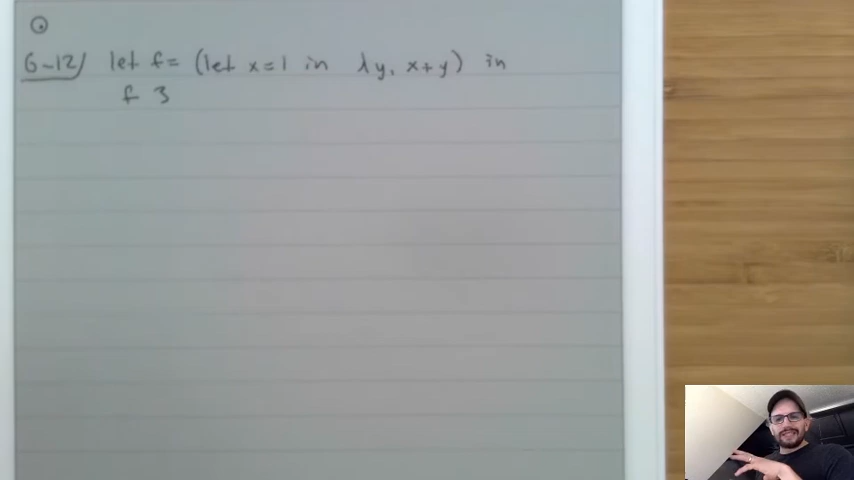 6-12/ let f = (let x=1 in λy. x+y) in
f 3